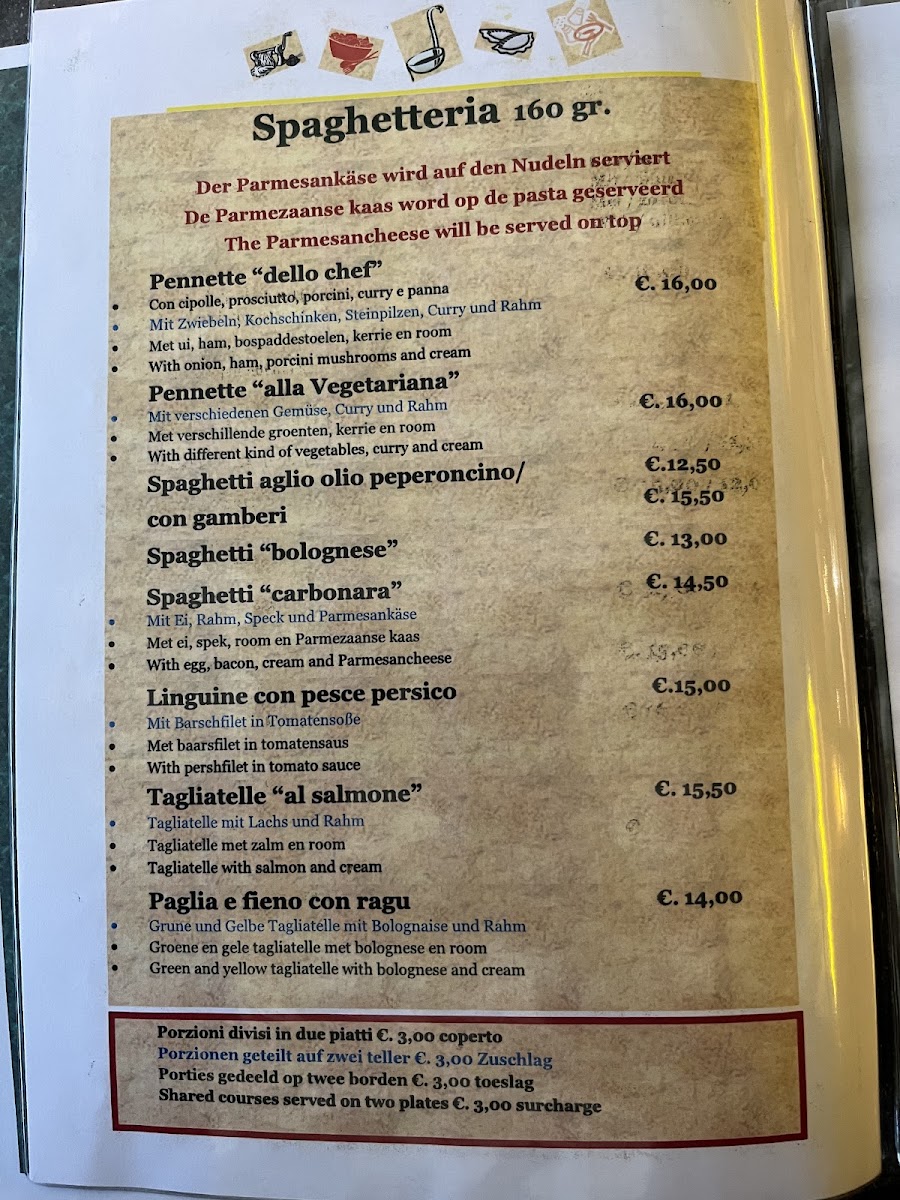 Spaghetteria 160 gr.
Der Parmesankäse wird auf den Nudeln serviert
De Parmezaanse kaas word op de pasta geserveerd
The Parmesancheese will be served on top
Pennette “dello chef” €. 16,00
• Con cipolle, prosciutto, porcini, curry e panna
• Mit Zwiebeln, Kochschinken, Steinpilzen, Curry und Rahm
• Met ui, ham, bospaddestoelen, kerrie en room
• With onion, ham, porcini mushrooms and cream
Pennette “alla Vegetariana” €. 16,00
• Mit verschiedenen Gemüse, Curry und Rahm
• Met verschillende groenten, kerrie en room
• With different kind of vegetables, curry and cream
Spaghetti aglio olio peperoncino/ €.12,50
con gamberi €. 15,50
Spaghetti “bolognese” €. 13,00
Spaghetti “carbonara” €. 14,50
• Mit Ei, Rahm, Speck und Parmesankäse
• Met ei, spek, room en Parmezaanse kaas
• With egg, bacon, cream and Parmesancheese
Linguine con pesce persico €.15,00
• Mit Barschfilet in Tomatensoße
• Met baarsfilet in tomatensaus
• With pershfilet in tomato sauce
Tagliatelle “al salmone” €. 15,50
• Tagliatelle mit Lachs und Rahm
• Tagliatelle met zalm en room
• Tagliatelle with salmon and cream
Paglia e fieno con ragu €. 14,00
• Grune und Gelbe Tagliatelle mit Bolognaise und Rahm
• Groene en gele tagliatelle met bolognese en room
• Green and yellow tagliatelle with bolognese and cream
Porzioni divisi in due piatti €. 3,00 coperto
Porzionen geteilt auf zwei teller €. 3,00 Zuschlag
Porties gedeeld op twee borden €. 3,00 toeslag
Shared courses served on two plates €. 3,00 surcharge